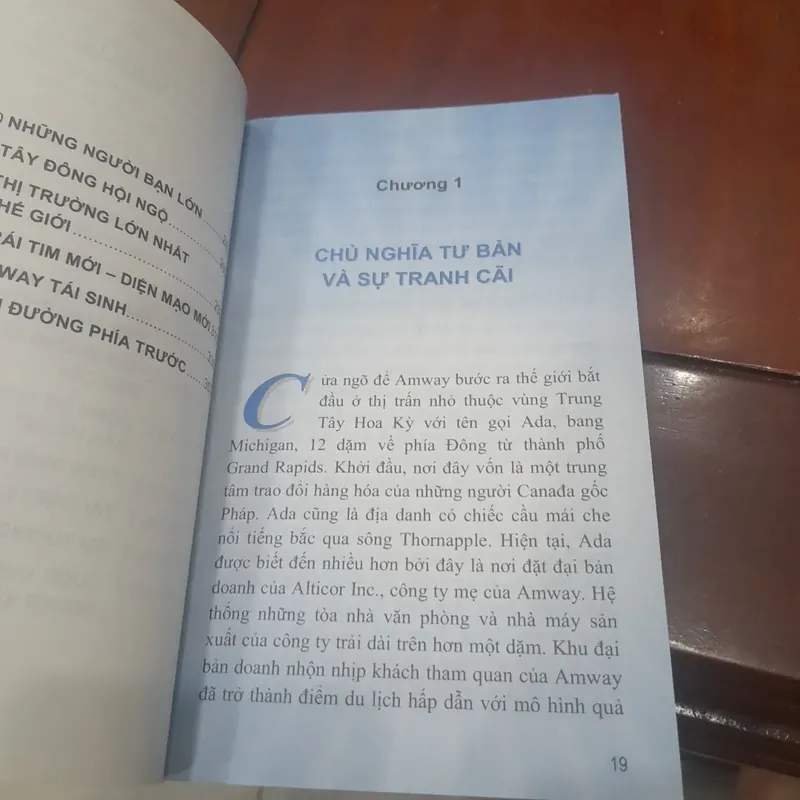 NHỮNG NGƯỜI BẠN LỚN
TÂY ĐÔNG HỘI NGỘ
THỊ TRƯỜNG LỚN NHẤT
GIỚI
TIM MỚI – DIỆN MẠO MỚI
TÁI SINH
ĐƯỜNG PHÍA TRƯỚC
Chương 1
CHỦ NGHĨA TƯ BẢN
VÀ SỰ TRANH CÃI
Cửa ngõ để Amway bước ra thế giới bắt
đầu ở thị trấn nhỏ thuộc vùng Trung
Tây Hoa Kỳ với tên gọi Ada, bang
Michigan, 12 dặm về phía Đông từ thành phố
Grand Rapids. Khởi đầu, nơi đây vốn là một trung
tâm trao đổi hàng hóa của những người Canađa gốc
Pháp. Ada cũng là địa danh có chiếc cầu mái che
nổi tiếng bắc qua sông Thornapple. Hiện tại, Ada
được biết đến nhiều hơn bởi đây là nơi đặt đại bản
doanh của Alticor Inc., công ty mẹ của Amway. Hệ
thống những tòa nhà văn phòng và nhà máy sản
xuất của công ty trải dài trên hơn một dặm. Khu đại
bản doanh nhộn nhịp khách tham quan của Amway
đã trở thành điểm du lịch hấp dẫn với mô hình quả
19